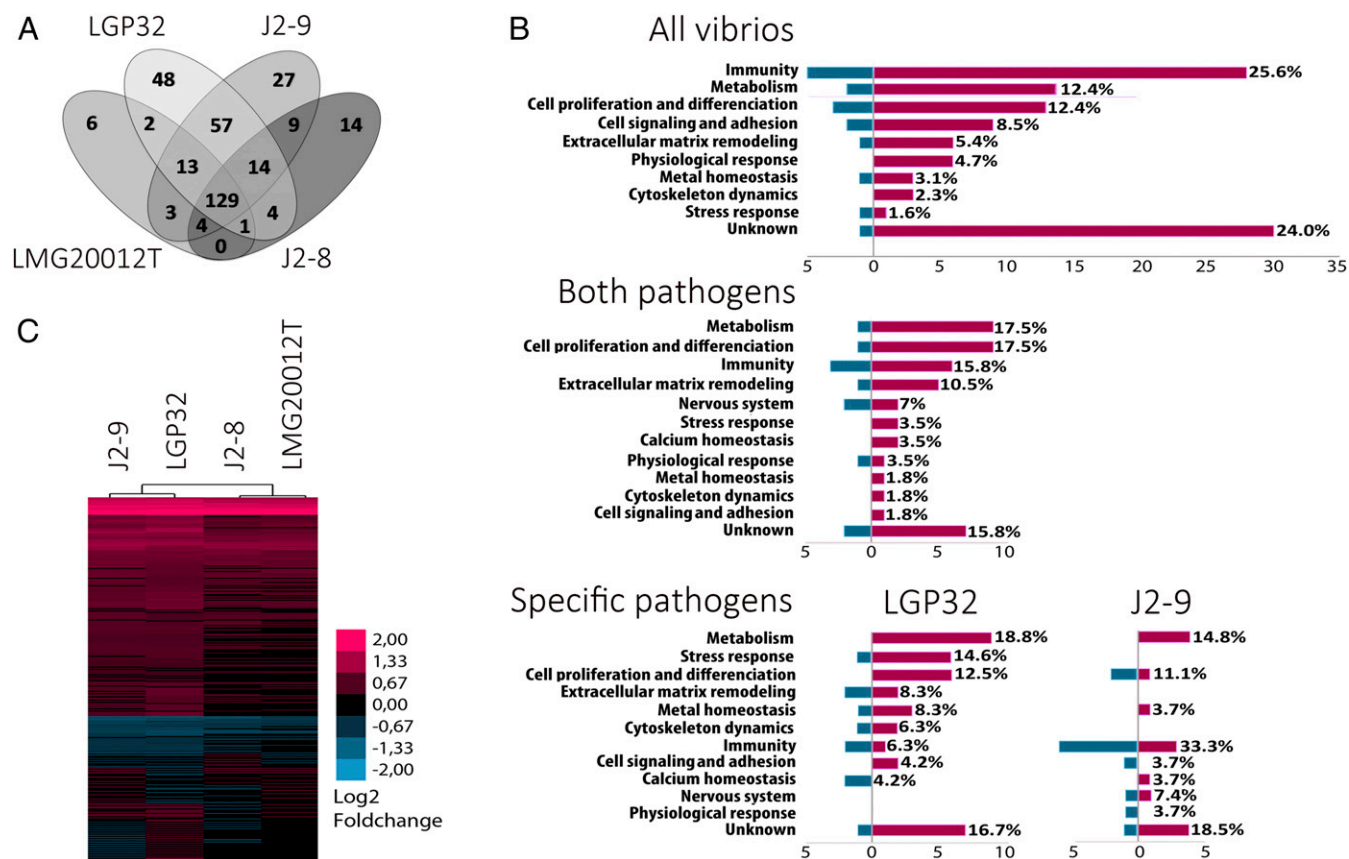 A
LGP32
J2-9
48
27
6
2
57
9
14
13
14
129
3
4
1
4
0
LMG20012T
J2-8
B
All vibrios
Immunity 25.6%
Metabolism 12.4%
Cell proliferation and differenciation 12.4%
Cell signaling and adhesion 8.5%
Extracellular matrix remodeling 5.4%
Physiological response 4.7%
Metal homeostasis 3.1%
Cytoskeleton dynamics 2.3%
Stress response 1.6%
Unknown 24.0%
5 0 5 10 15 20 25 30 35
Both pathogens
Metabolism 17.5%
Cell proliferation and differenciation 17.5%
Immunity 15.8%
Extracellular matrix remodeling 10.5%
Nervous system 7%
Stress response 3.5%
Calcium homeostasis 3.5%
Physiological response 3.5%
Metal homeostasis 1.8%
Cytoskeleton dynamics 1.8%
Cell signaling and adhesion 1.8%
Unknown 15.8%
5 0 5 10
Specific pathogens LGP32 J2-9
Metabolism 18.8% 14.8%
Stress response 14.6%
Cell proliferation and differenciation 12.5% 11.1%
Extracellular matrix remodeling 8.3%
Metal homeostasis 8.3% 3.7%
Cytoskeleton dynamics 6.3%
Immunity 6.3% 33.3%
Cell signaling and adhesion 4.2% 3.7%
Calcium homeostasis 4.2% 3.7%
Nervous system 7.4%
Physiological response 3.7%
Unknown 16.7% 18.5%
5 0 5 10 5 0 5
C
J2-9
LGP32
J2-8
LMG20012T
2,00
1,33
0,67
0,00
-0,67
-1,33
-2,00
Log2
Foldchange